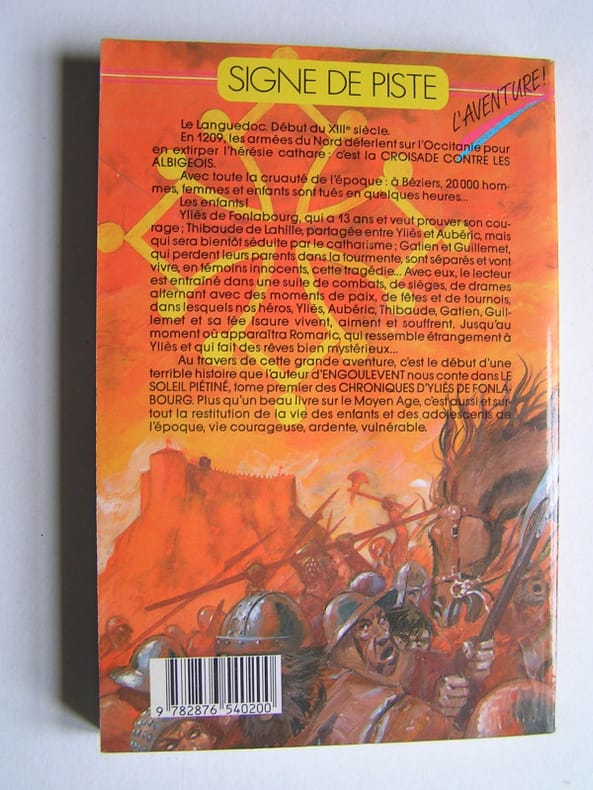 SIGNE DE PISTE
L'AVENTURE!
Le Languedoc. Début du XIIIe siècle.
En 1209, les armées du Nord déferlent sur l'Occitanie pour
en extirper l'hérésie cathare : c'est la CROISADE CONTRE LES
ALBIGEOIS.
Avec toute la cruauté de l'époque : à Béziers, 20 000 hom-
mes, femmes et enfants sont tués en quelques heures...
Les enfants !
Yliès de Fonlabourg, qui a 13 ans et veut prouver son cou-
rage ; Thibaude de Lahille, partagée entre Yliès et Aubéric, mais
qui sera bientôt séduite par le catharisme ; Gatien et Guillemet,
qui perdent leurs parents dans la tourmente, sont séparés et vont
vivre, en témoins innocents, cette tragédie... Avec eux, le lecteur
est entraîné dans une suite de combats, de sièges, de drames
alternant avec des moments de paix, de fêtes et de tournois,
dans lesquels nos héros, Yliès, Aubéric, Thibaude, Gatien, Guil-
lemet et sa fée Isaure vivent, aiment et souffrent. Jusqu'au
moment où apparaîtra Romaric, qui ressemble étrangement à
Yliès et qui fait des rêves bien mystérieux...
Au travers de cette grande aventure, c'est le début d'une
terrible histoire que l'auteur d'ENGOULEVENT nous conte dans LE
SOLEIL PIÉTINÉ, tome premier des CHRONIQUES D'YLIÈS DE FONLA-
BOURG. Plus qu'un beau livre sur le Moyen Age, c'est aussi et sur-
tout la restitution de la vie des enfants et des adolescents de
l'époque, vie courageuse, ardente, vulnérable.
9 782876 540200